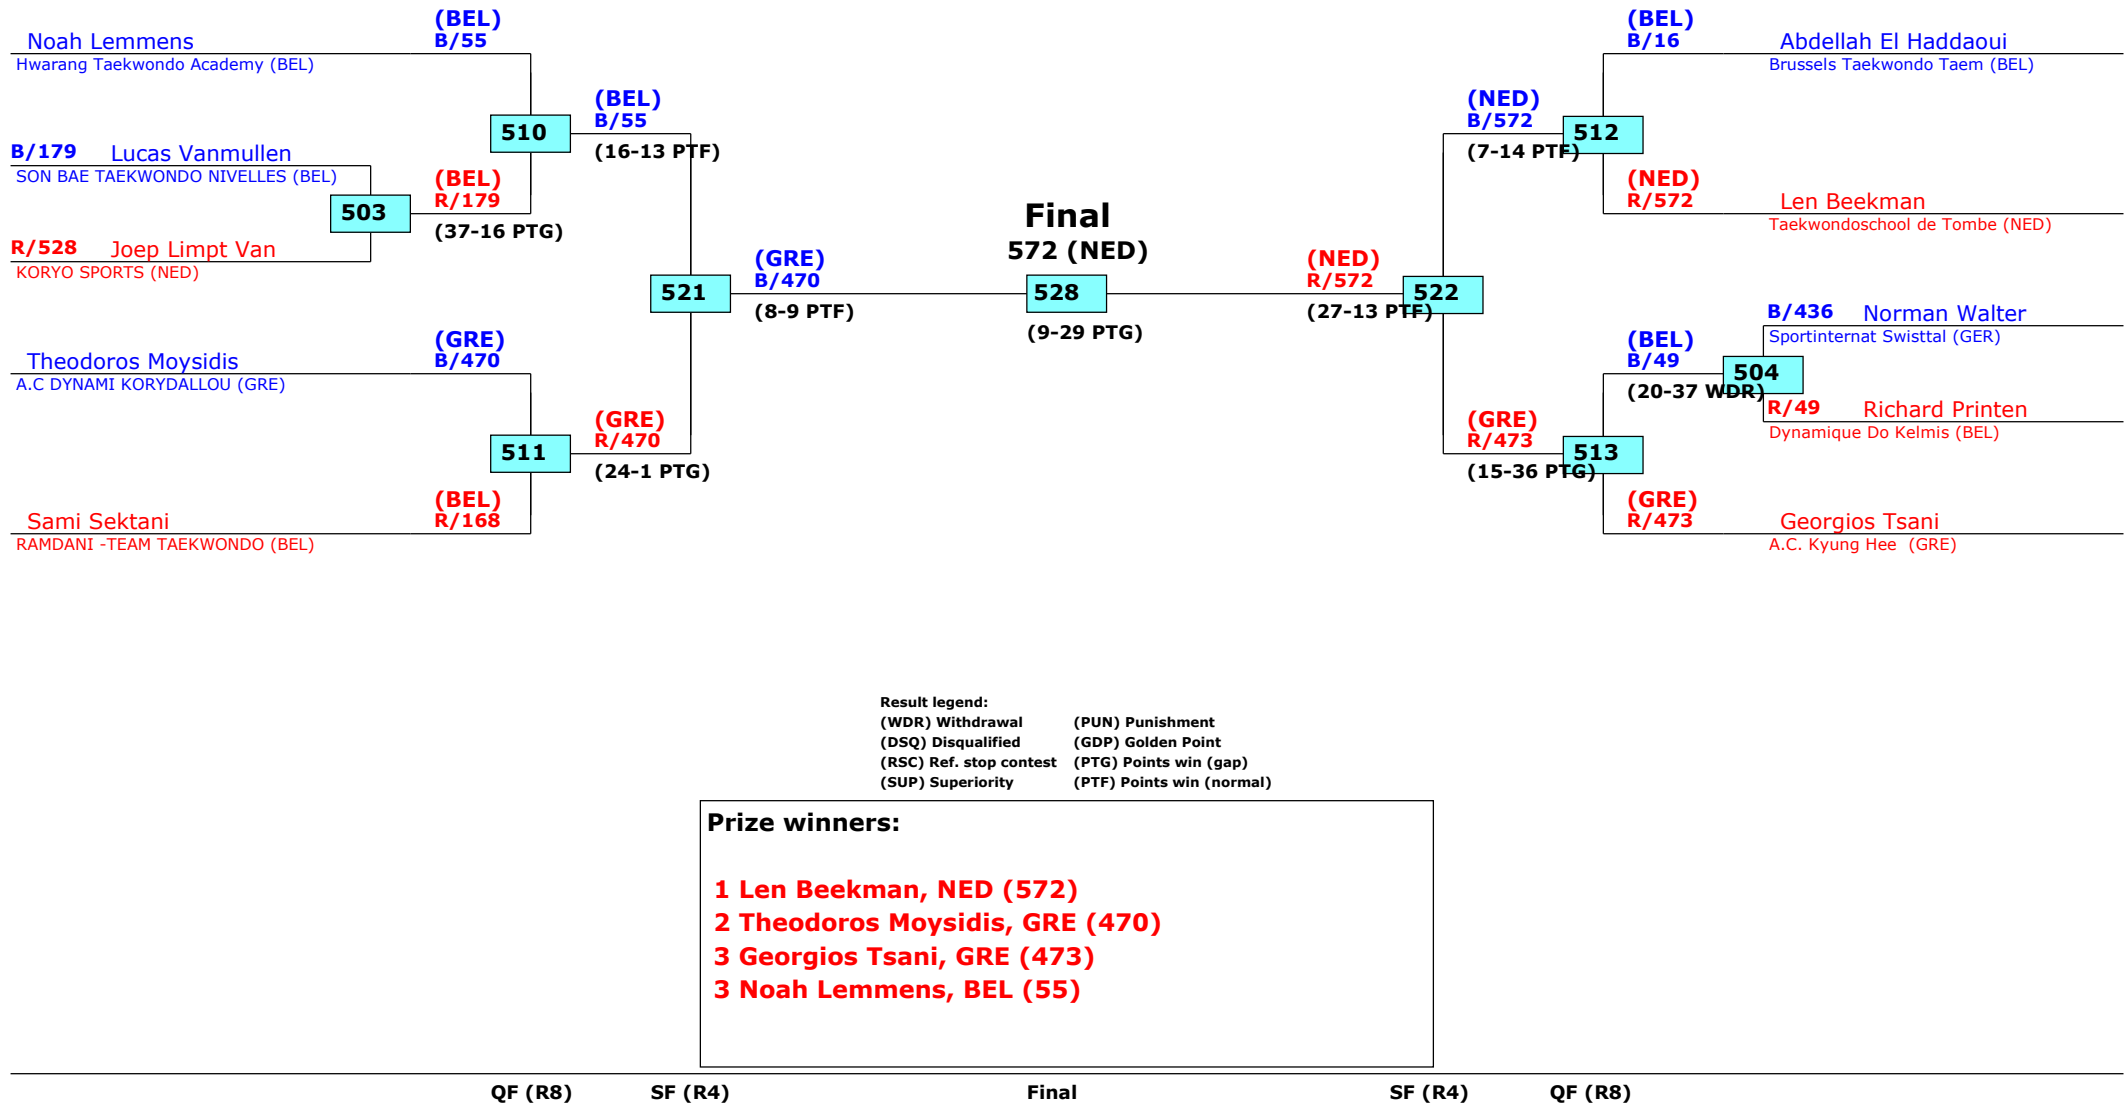 (BEL)
B/55
Noah Lemmens
Hwarang Taekwondo Academy (BEL)
B/179 Lucas Vanmullen
SON BAE TAEKWONDO NIVELLES (BEL)
503
R/528 Joep Limpt Van
KORYO SPORTS (NED)
(BEL)
R/179
(37-16 PTG)
510
(BEL)
B/55
(16-13 PTF)
Theodoros Moysidis
A.C DYNAMI KORYDALLOU (GRE)
(GRE)
B/470
511
(GRE)
R/470
(24-1 PTG)
Sami Sektani
RAMDANI -TEAM TAEKWONDO (BEL)
(BEL)
R/168
521
(GRE)
B/470
(8-9 PTF)
Final
572 (NED)
528
(9-29 PTG)
(NED)
R/572
(27-13 PTF)
522
(NED)
B/572
(7-14 PTF)
512
(BEL)
B/16
Abdellah El Haddaoui
Brussels Taekwondo Taem (BEL)
(NED)
R/572
Len Beekman
Taekwondoschool de Tombe (NED)
B/436 Norman Walter
Sportinternat Swisttal (GER)
(BEL)
B/49
(20-37 WDR)
504
R/49 Richard Printen
Dynamique Do Kelmis (BEL)
(GRE)
R/473
(15-36 PTG)
513
(GRE)
R/473
Georgios Tsani
A.C. Kyung Hee (GRE)
Result legend:
(WDR) Withdrawal (PUN) Punishment
(DSQ) Disqualified (GDP) Golden Point
(RSC) Ref. stop contest (PTG) Points win (gap)
(SUP) Superiority (PTF) Points win (normal)
Prize winners:
1 Len Beekman, NED (572)
2 Theodoros Moysidis, GRE (470)
3 Georgios Tsani, GRE (473)
3 Noah Lemmens, BEL (55)
QF (R8) SF (R4) Final SF (R4) QF (R8)